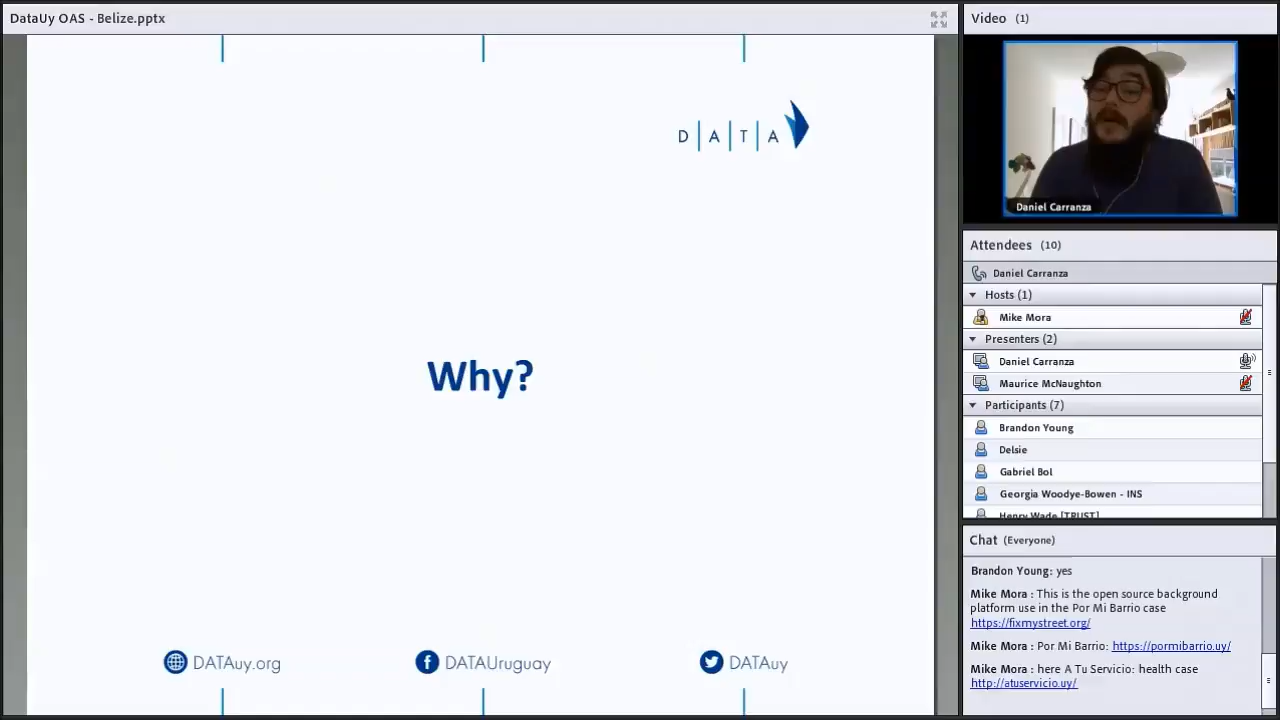 DataUy OAS - Belize.pptx
D|A|T|A
Why?
DATAuy.org
DATAUruguay
DATAuy
Video (1)
Daniel Carranza
Attendees (10)
Daniel Carranza
Hosts (1)
Mike Mora
Presenters (2)
Daniel Carranza
Maurice McNaughton
Participants (7)
Brandon Young
Delsie
Gabriel Bol
Georgia Woodye-Bowen - INS
Henry Wade [TRUST]
Chat (Everyone)
Brandon Young: yes
Mike Mora : This is the open source background
platform use in the Por Mi Barrio case
https://fixmystreet.org/
Mike Mora : Por Mi Barrio: https://pormibarrio.uy/
Mike Mora : here A Tu Servicio: health case
http://atuservicio.uy/